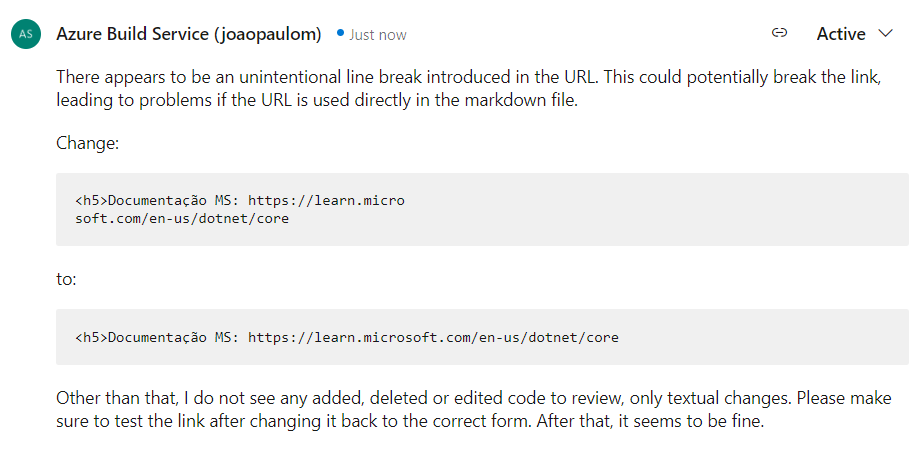 AS
Azure Build Service (joaopaulom)
Just now
Active
There appears to be an unintentional line break introduced in the URL. This could potentially break the link,
leading to problems if the URL is used directly in the markdown file.
Change:
<h5>Documentação MS: https://learn.micro
soft.com/en-us/dotnet/core
to:
<h5>Documentação MS: https://learn.microsoft.com/en-us/dotnet/core
Other than that, I do not see any added, deleted or edited code to review, only textual changes. Please make
sure to test the link after changing it back to the correct form. After that, it seems to be fine.